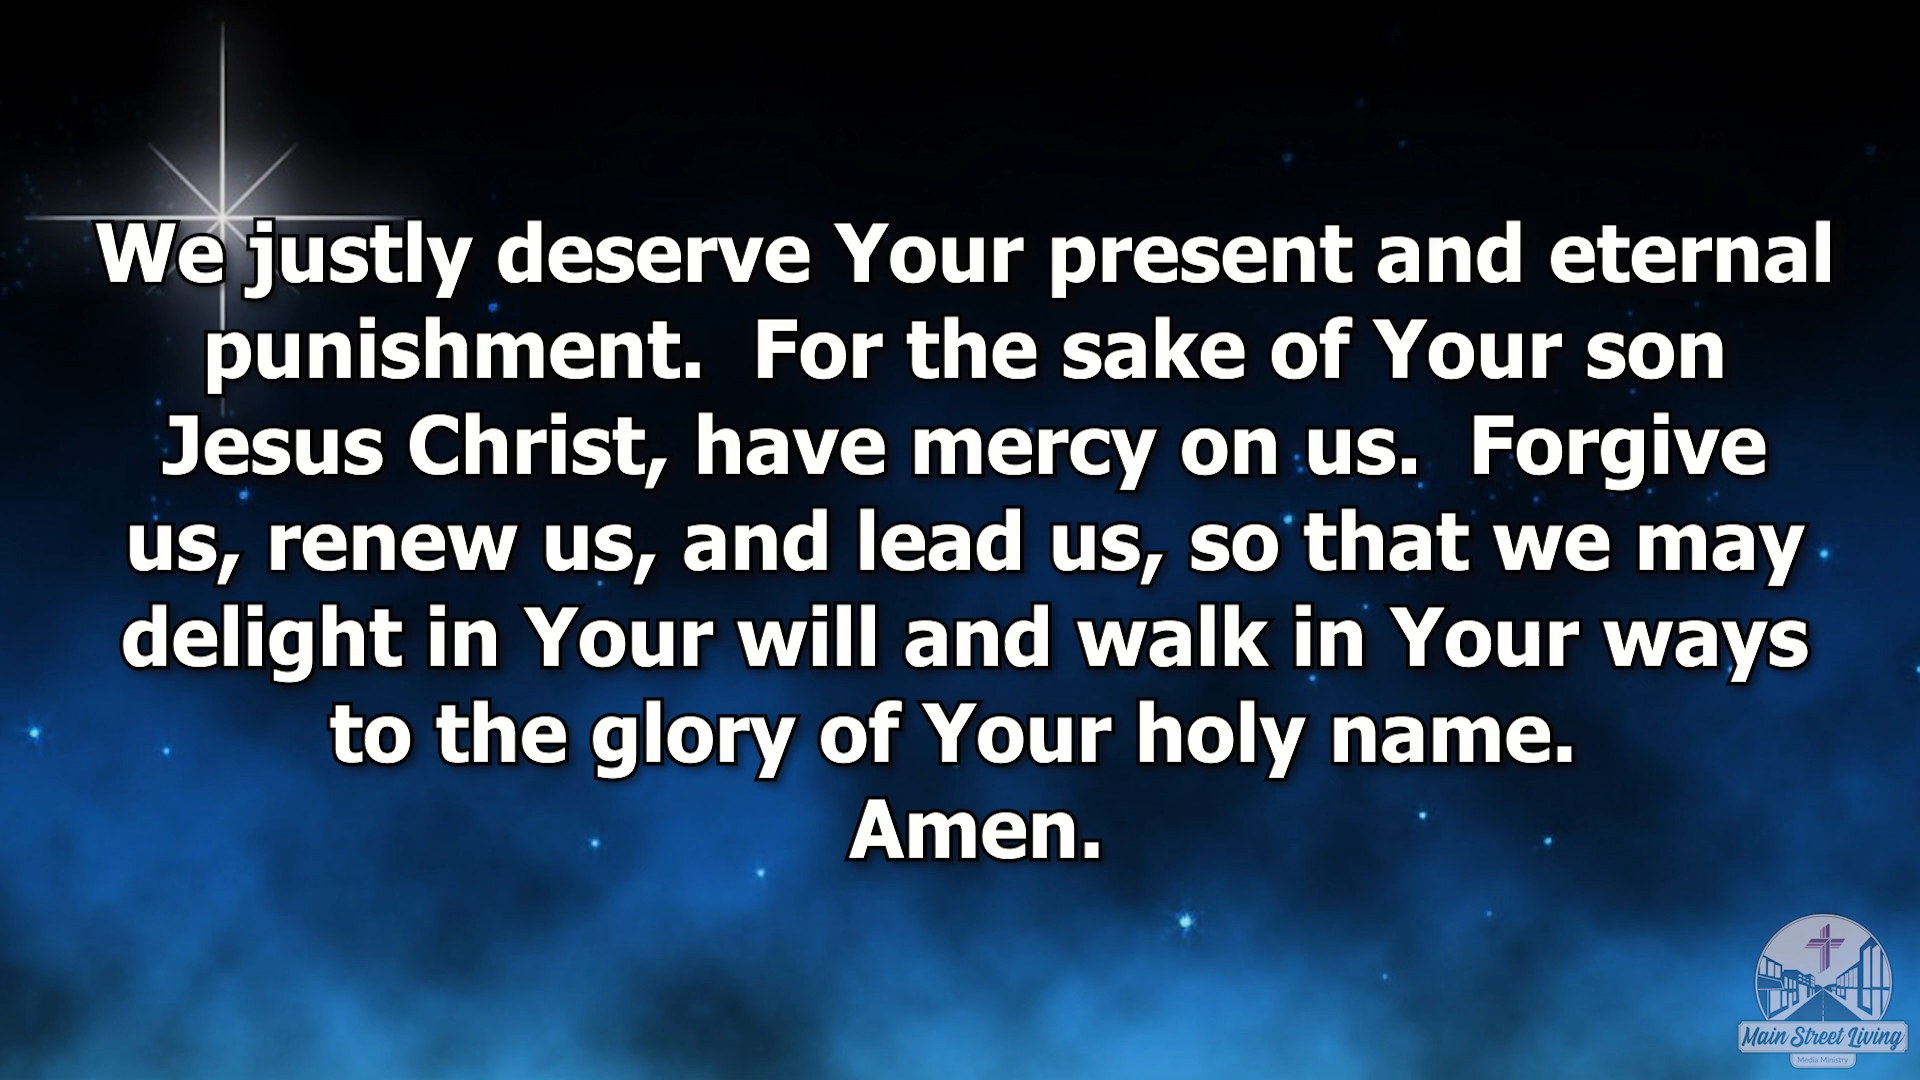 We justly deserve Your present and eternal
punishment.  For the sake of Your son
Jesus Christ, have mercy on us.  Forgive
us, renew us, and lead us, so that we may
delight in Your will and walk in Your ways
to the glory of Your holy name.
Amen.
Main Street Living
Media Ministry